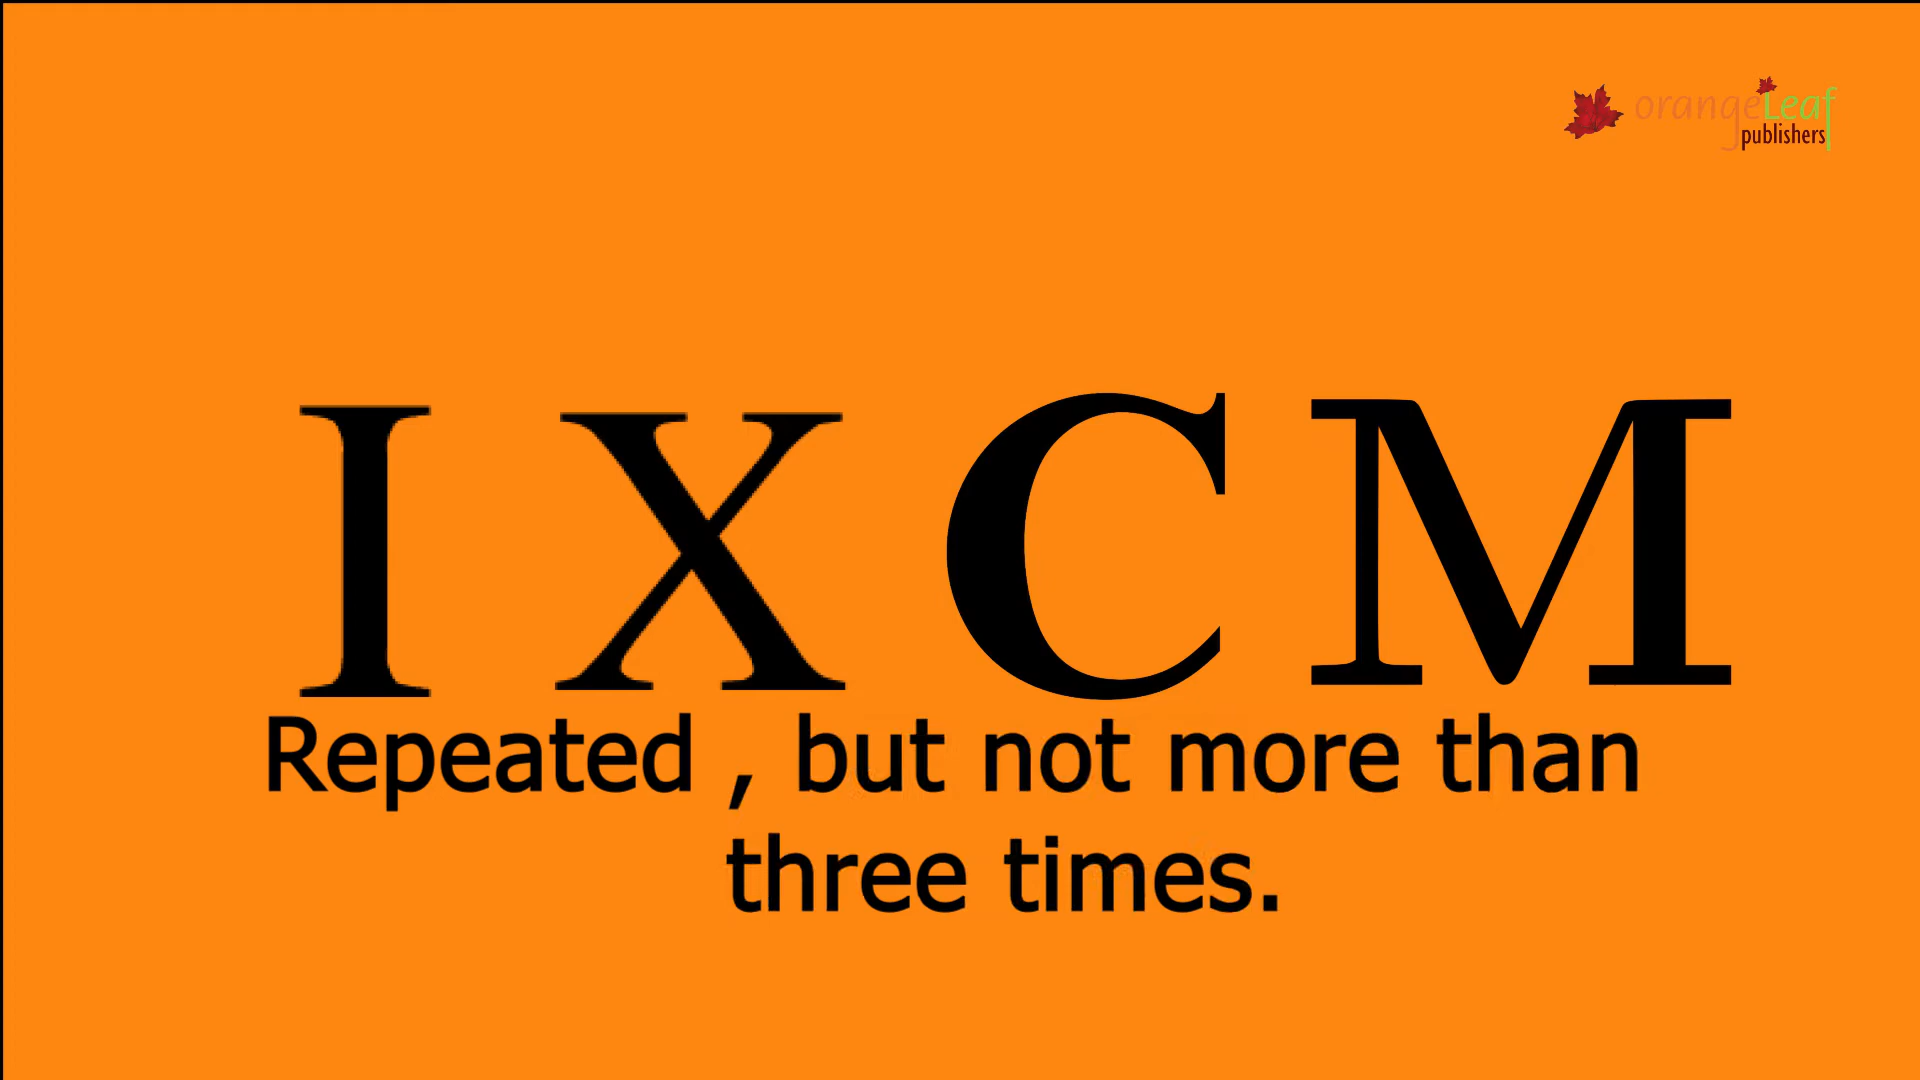 orangeLeaf
publishers
I X C M
Repeated , but not more than
three times.